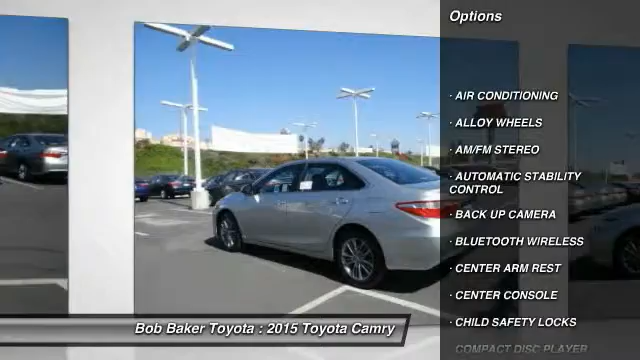 Options
· AIR CONDITIONING
· ALLOY WHEELS
· AM/FM STEREO
· AUTOMATIC STABILITY
CONTROL
· BACK UP CAMERA
· BLUETOOTH WIRELESS
· CENTER ARM REST
· CENTER CONSOLE
· CHILD SAFETY LOCKS
COMPACT DISC PLAYER
Bob Baker Toyota : 2015 Toyota Camry